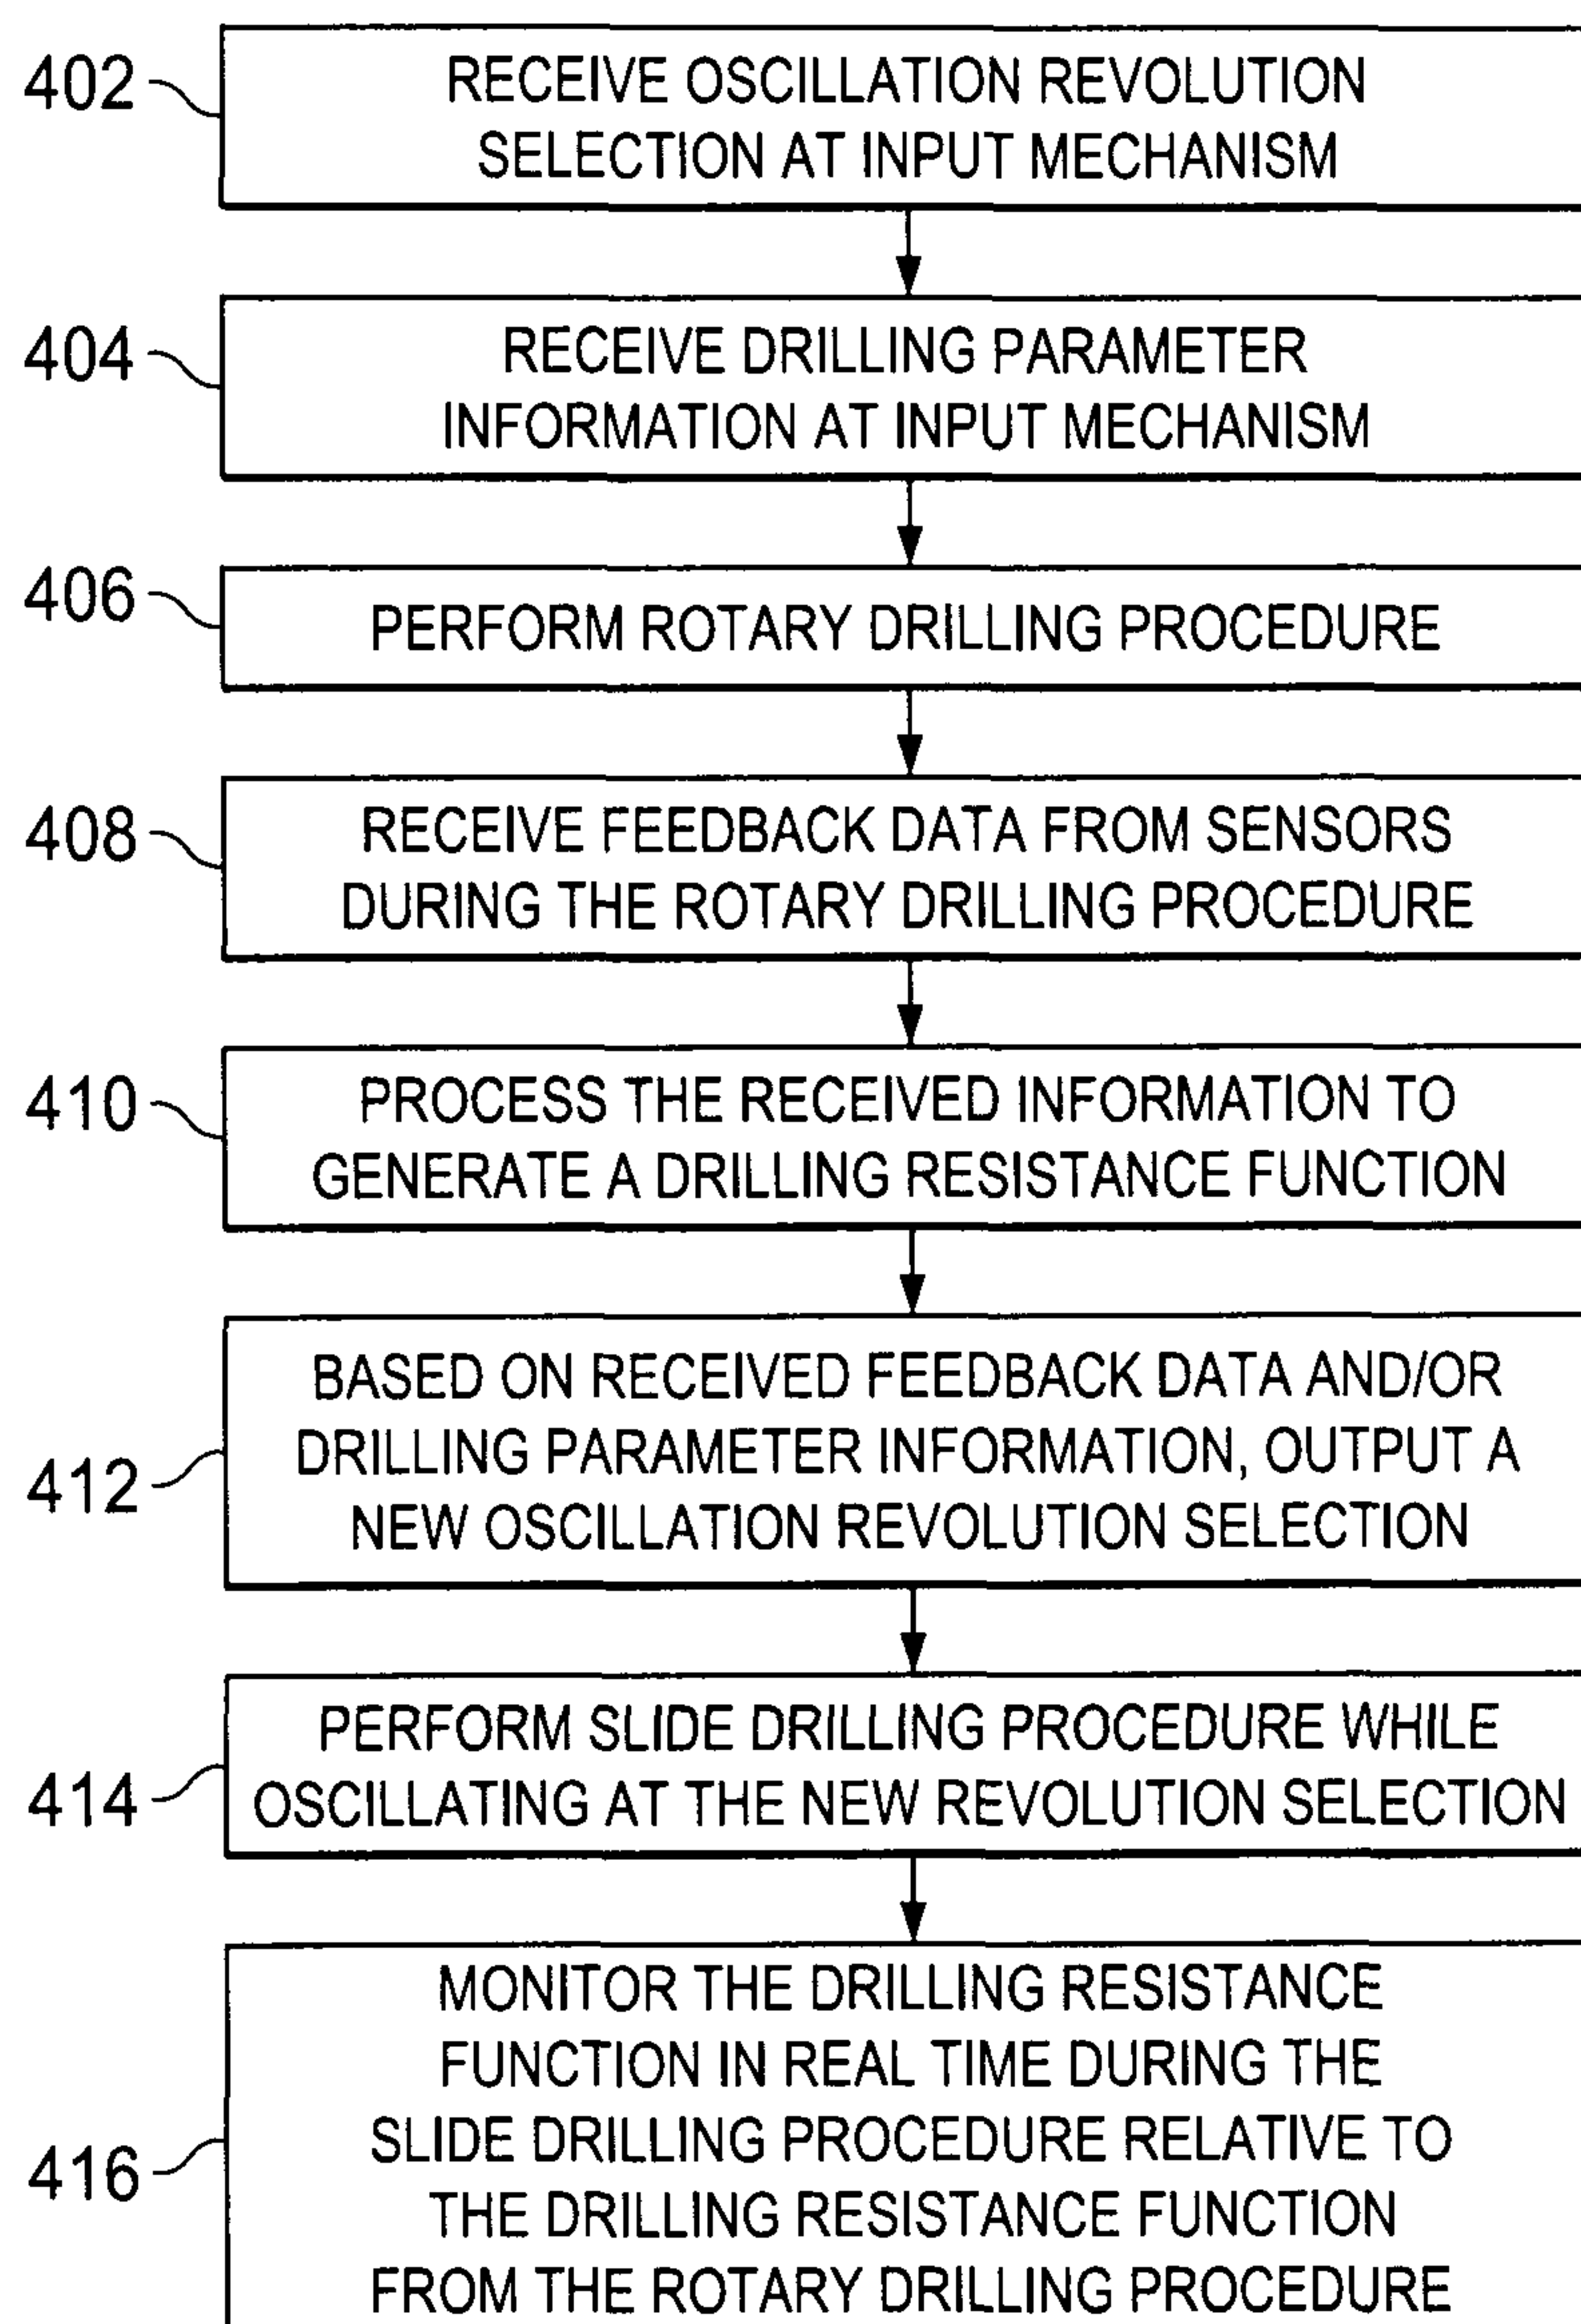 402
RECEIVE OSCILLATION REVOLUTION
SELECTION AT INPUT MECHANISM
404
RECEIVE DRILLING PARAMETER
INFORMATION AT INPUT MECHANISM
406
PERFORM ROTARY DRILLING PROCEDURE
408
RECEIVE FEEDBACK DATA FROM SENSORS
DURING THE ROTARY DRILLING PROCEDURE
410
PROCESS THE RECEIVED INFORMATION TO
GENERATE A DRILLING RESISTANCE FUNCTION
412
BASED ON RECEIVED FEEDBACK DATA AND/OR
DRILLING PARAMETER INFORMATION, OUTPUT A
NEW OSCILLATION REVOLUTION SELECTION
414
PERFORM SLIDE DRILLING PROCEDURE WHILE
OSCILLATING AT THE NEW REVOLUTION SELECTION
416
MONITOR THE DRILLING RESISTANCE
FUNCTION IN REAL TIME DURING THE
SLIDE DRILLING PROCEDURE RELATIVE TO
THE DRILLING RESISTANCE FUNCTION
FROM THE ROTARY DRILLING PROCEDURE